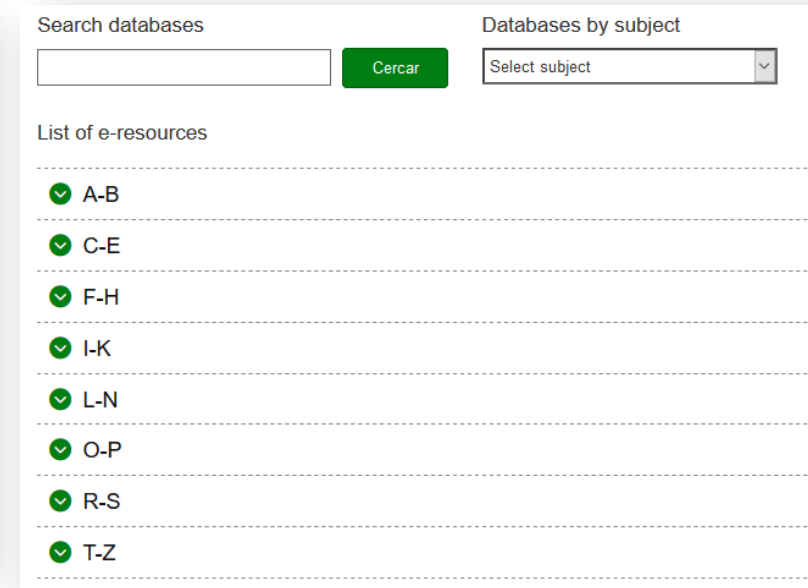 Search databases
Databases by subject
Cercar
Select subject
List of e-resources
A-B
C-E
F-H
I-K
L-N
O-P
R-S
T-Z